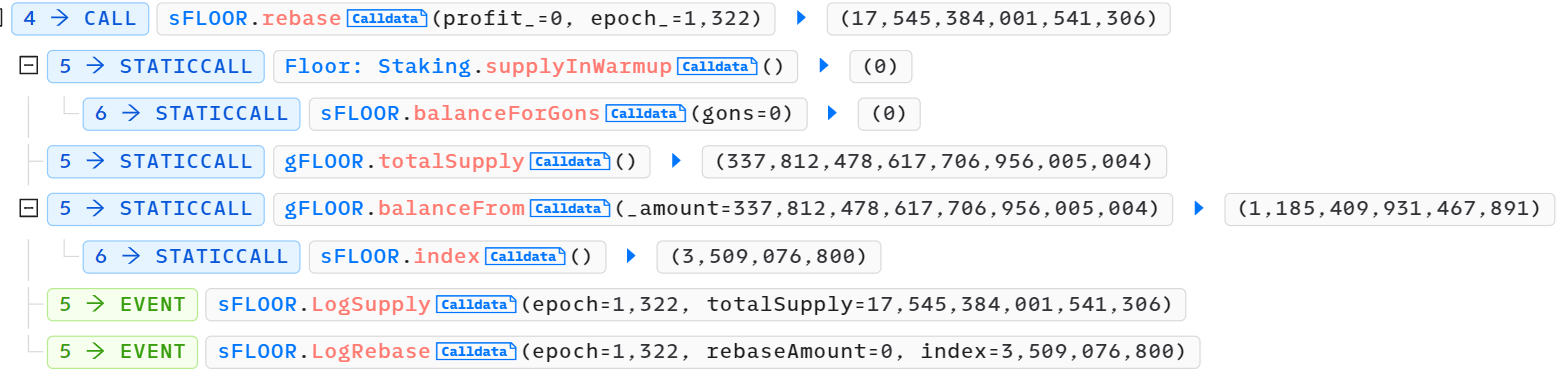 4 → CALL sFLOOR.rebase Calldata (profit_=0, epoch_=1,322) (17,545,384,001,541,306)
5 → STATICCALL Floor: Staking.supplyInWarmup Calldata () (0)
6 → STATICCALL sFLOOR.balanceForGons Calldata (gons=0) (0)
5 → STATICCALL gFLOOR.totalSupply Calldata () (337,812,478,617,706,956,005,004)
5 → STATICCALL gFLOOR.balanceFrom Calldata (_amount=337,812,478,617,706,956,005,004) (1,185,409,931,467,891)
6 → STATICCALL sFLOOR.index Calldata () (3,509,076,800)
5 → EVENT sFLOOR.LogSupply Calldata (epoch=1,322, totalSupply=17,545,384,001,541,306)
5 → EVENT sFLOOR.LogRebase Calldata (epoch=1,322, rebaseAmount=0, index=3,509,076,800)